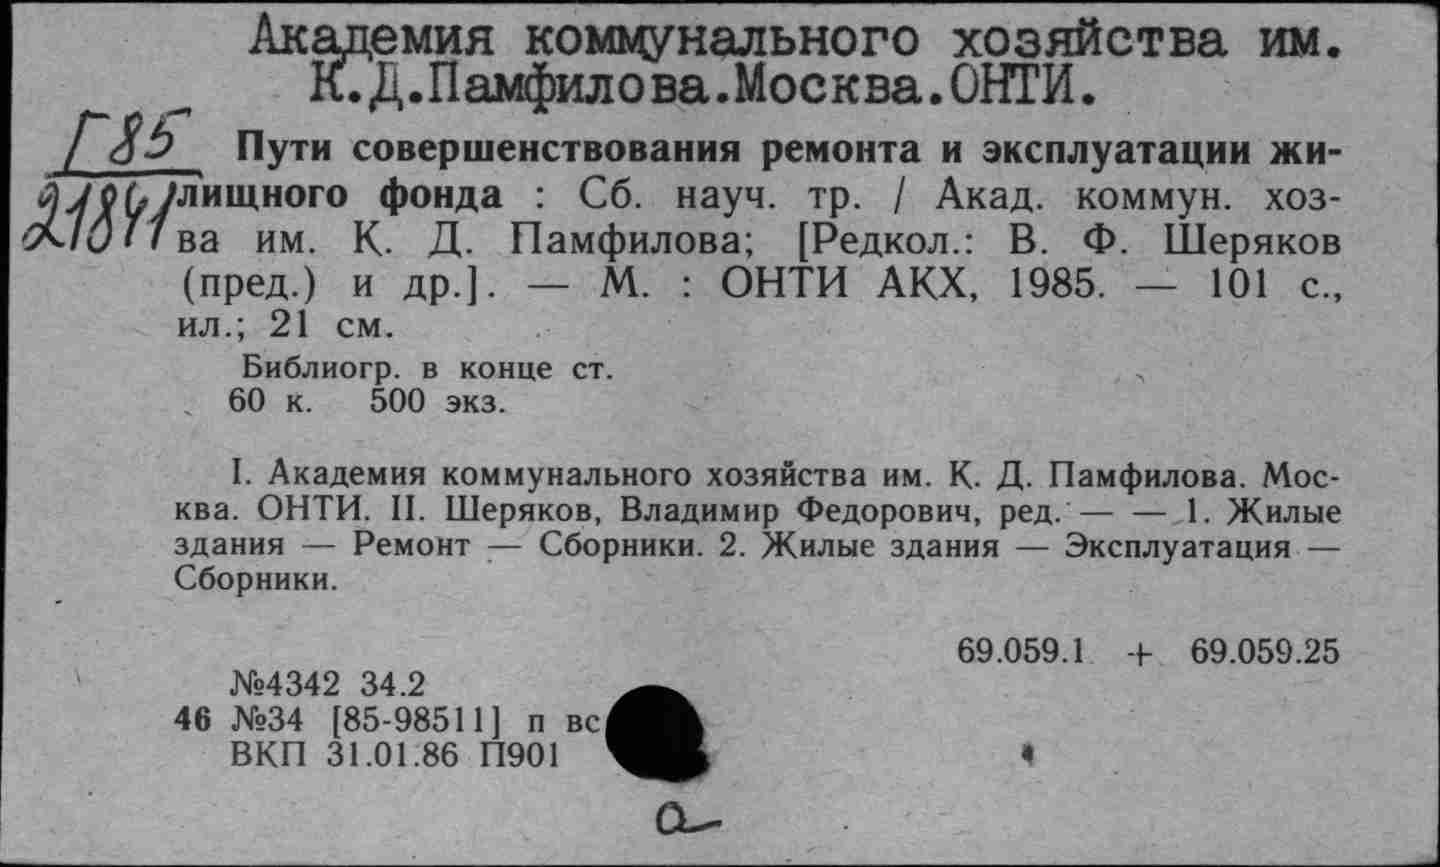 Академия коммунального хозяйства им.
К.Д.Памфилова.Москва.ОНТИ.
Г85
Пути совершенствования ремонта и эксплуатации жи-
лищного фонда : Сб. науч. тр. / Акад. коммун. хоз-
ва им. К. Д. Памфилова; [Редкол.: В. Ф. Шеряков
(пред.) и др.]. — М. : ОНТИ АКХ, 1985. — 101 с.,
ил.; 21 см.
Библиогр. в конце ст.
60 к. 500 экз.
I. Академия коммунального хозяйства им. К. Д. Памфилова. Мос-
ква. ОНТИ. II. Шеряков, Владимир Федорович, ред. — — 1. Жилые
здания — Ремонт — Сборники. 2. Жилые здания — Эксплуатация —
Сборники.
69.059.1 + 69.059.25
№4342 34.2
46 №34 [85-98511] п вс
ВКП 31.01.86 П901
а